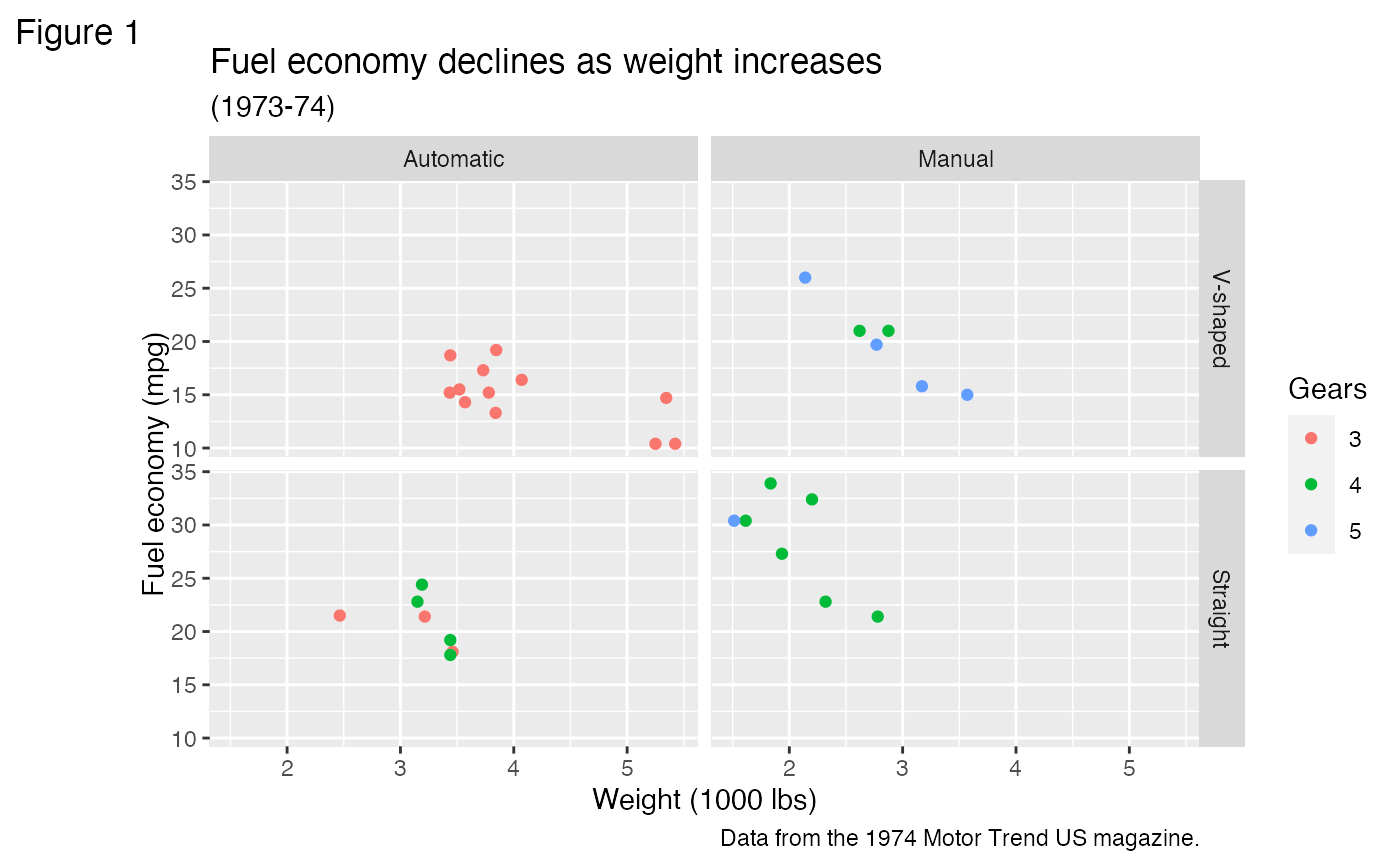 Figure 1
Fuel economy declines as weight increases
(1973-74)
Automatic
Manual
35
30
25
20
15
10
V-shaped
Fuel economy (mpg)
35
30
25
20
15
10
Straight
2
3
4
5
2
3
4
5
Weight (1000 lbs)
Gears
3
4
5
Data from the 1974 Motor Trend US magazine.